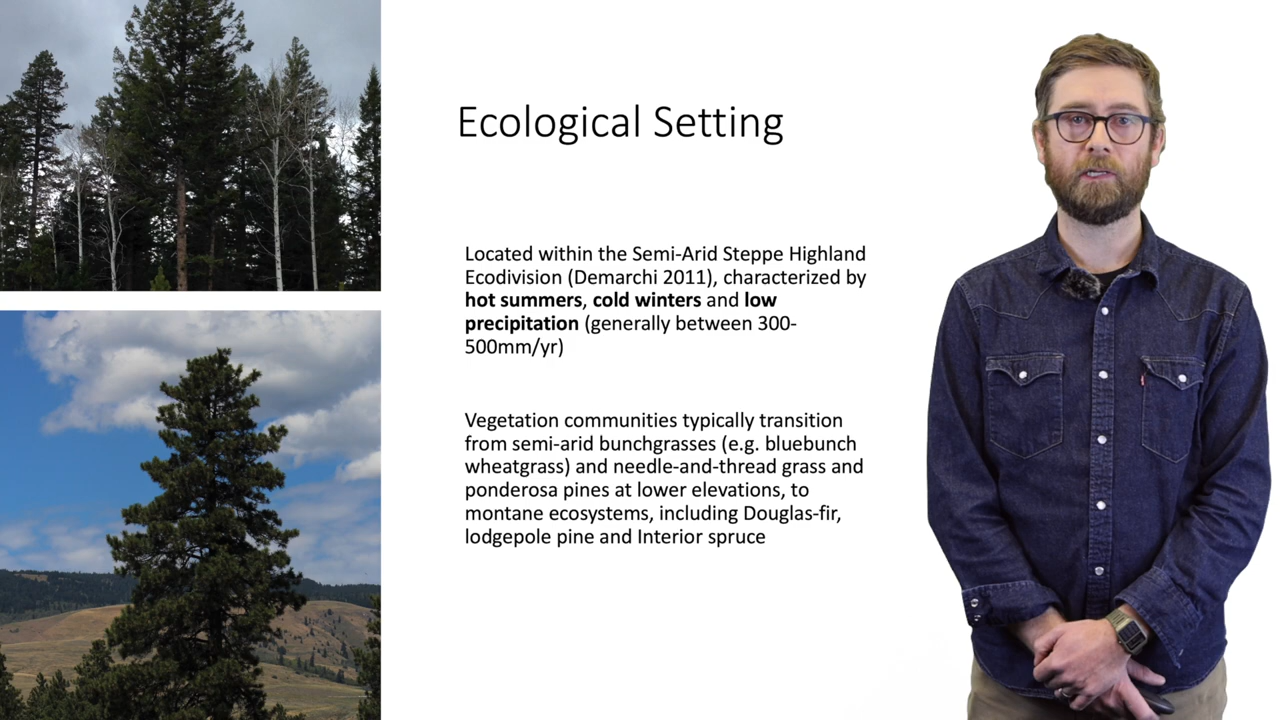 Ecological Setting
Located within the Semi-Arid Steppe Highland
Ecodivision (Demarchi 2011), characterized by
hot summers, cold winters and low
precipitation (generally between 300-
500mm/yr)
Vegetation communities typically transition
from semi-arid bunchgrasses (e.g. bluebunch
wheatgrass) and needle-and-thread grass and
ponderosa pines at lower elevations, to
montane ecosystems, including Douglas-fir,
lodgepole pine and Interior spruce